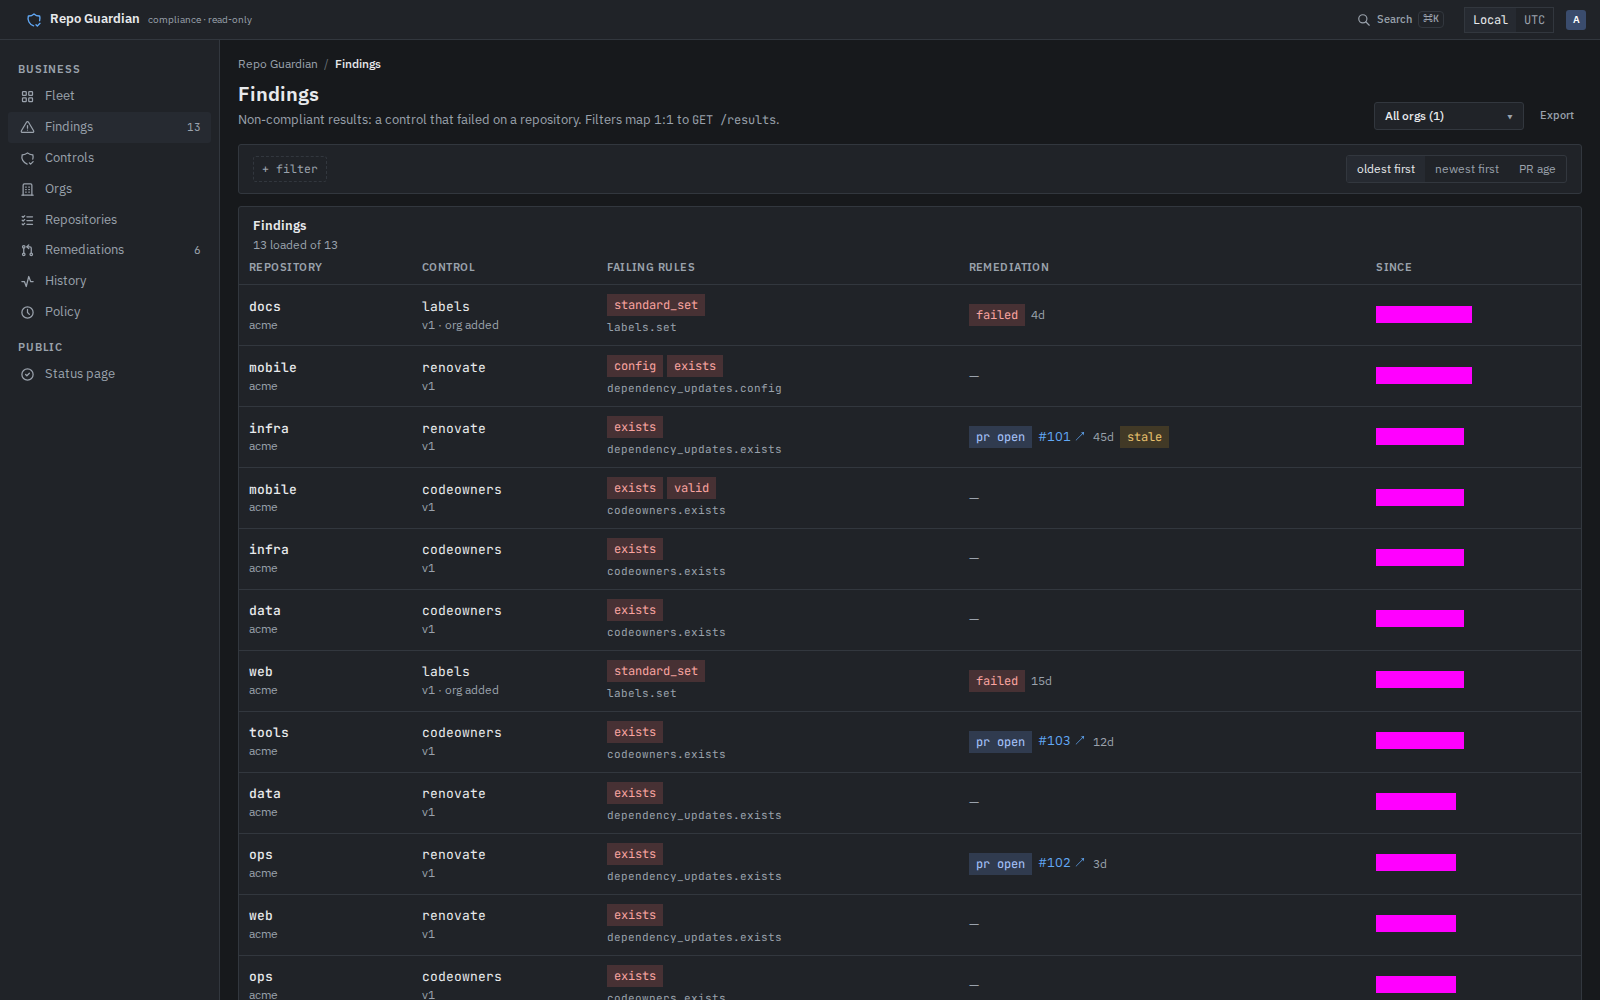 Repo Guardian compliance · read-only Search ⌘K Local UTC A
BUSINESS
Fleet
Findings 13
Controls
Orgs
Repositories
Remediations 6
History
Policy
PUBLIC
Status page
Repo Guardian / Findings
Findings
Non-compliant results: a control that failed on a repository. Filters map 1:1 to GET /results.
All orgs (1) ▾ Export
+ filter oldest first newest first PR age
Findings
13 loaded of 13
REPOSITORY CONTROL FAILING RULES REMEDIATION SINCE
docs labels standard_set failed 4d
acme v1 · org added labels.set
mobile renovate config exists —
acme v1 dependency_updates.config
infra renovate exists pr open #101 ↗ 45d stale
acme v1 dependency_updates.exists
mobile codeowners exists valid —
acme v1 codeowners.exists
infra codeowners exists —
acme v1 codeowners.exists
data codeowners exists —
acme v1 codeowners.exists
web labels standard_set failed 15d
acme v1 · org added labels.set
tools codeowners exists pr open #103 ↗ 12d
acme v1 codeowners.exists
data renovate exists —
acme v1 dependency_updates.exists
ops renovate exists pr open #102 ↗ 3d
acme v1 dependency_updates.exists
web renovate exists —
acme v1 dependency_updates.exists
ops codeowners exists —
acme v1 codeowners.exists